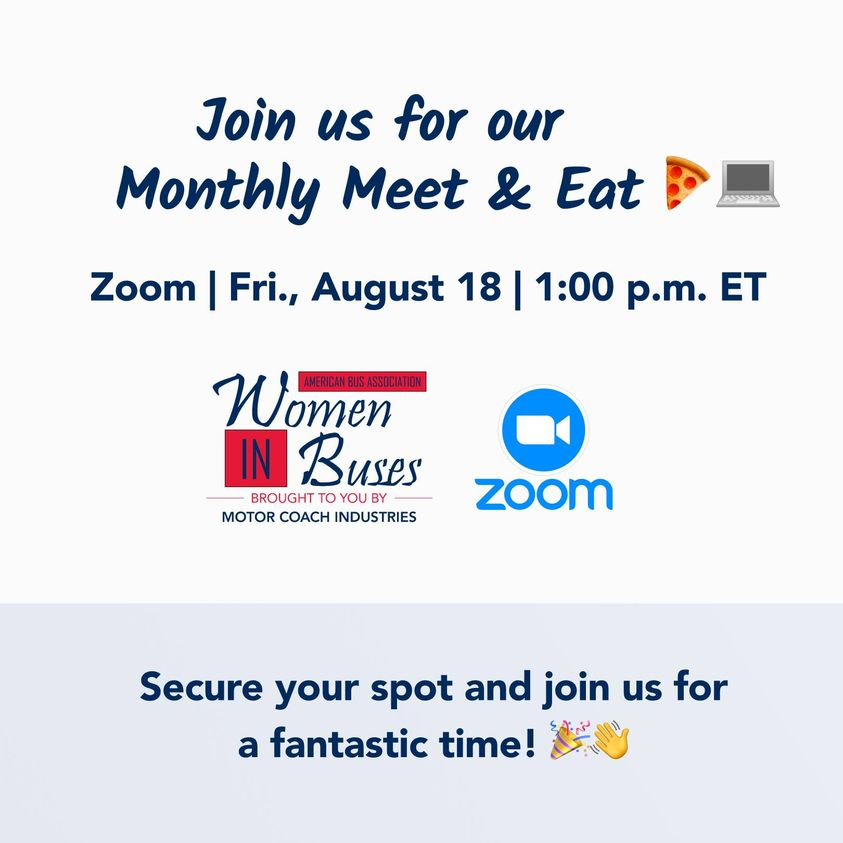 Join us for our
Monthly Meet & Eat 🍕💻
Zoom | Fri., August 18 | 1:00 p.m. ET
AMERICAN BUS ASSOCIATION
Women
IN Buses
BROUGHT TO YOU BY
MOTOR COACH INDUSTRIES
zoom
Secure your spot and join us for
a fantastic time! 🎉👋